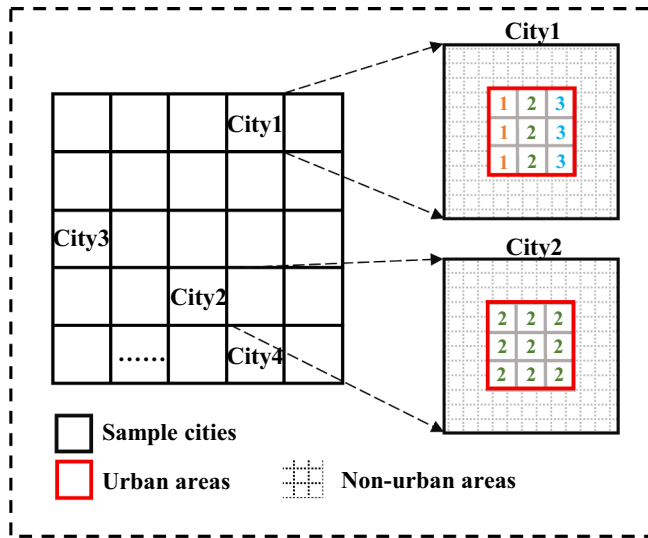 City1
1 2 3
1 2 3
1 2 3
City1
City3
City2
City2
2 2 2
2 2 2
2 2 2
...... City4
Sample cities
Urban areas
Non-urban areas